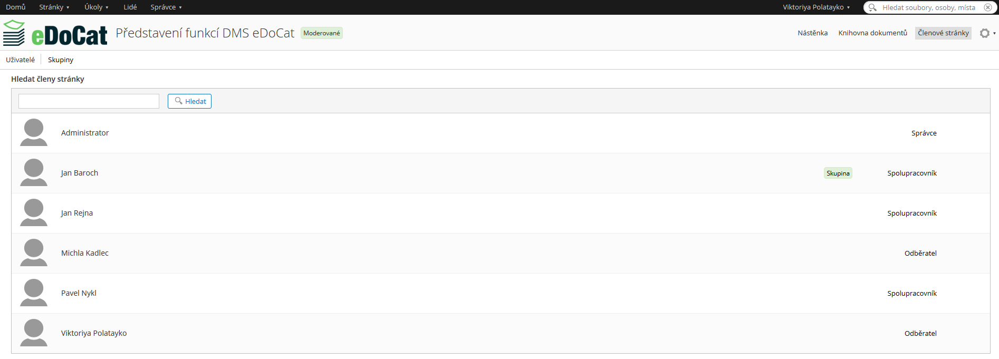 Domů Stránky Úkoly Lidé Správce Viktoriya Polatayko Hledat soubory, osoby, místa
eDoCat Představení funkcí DMS eDoCat Moderované Nástěnka Knihovna dokumentů Členové stránky
Uživatelé Skupiny
Hledat členy stránky
Hledat
Administrator Správce
Jan Baroch Skupina Spolupracovník
Jan Rejna Spolupracovník
Michla Kadlec Odběratel
Pavel Nykl Spolupracovník
Viktoriya Polatayko Odběratel